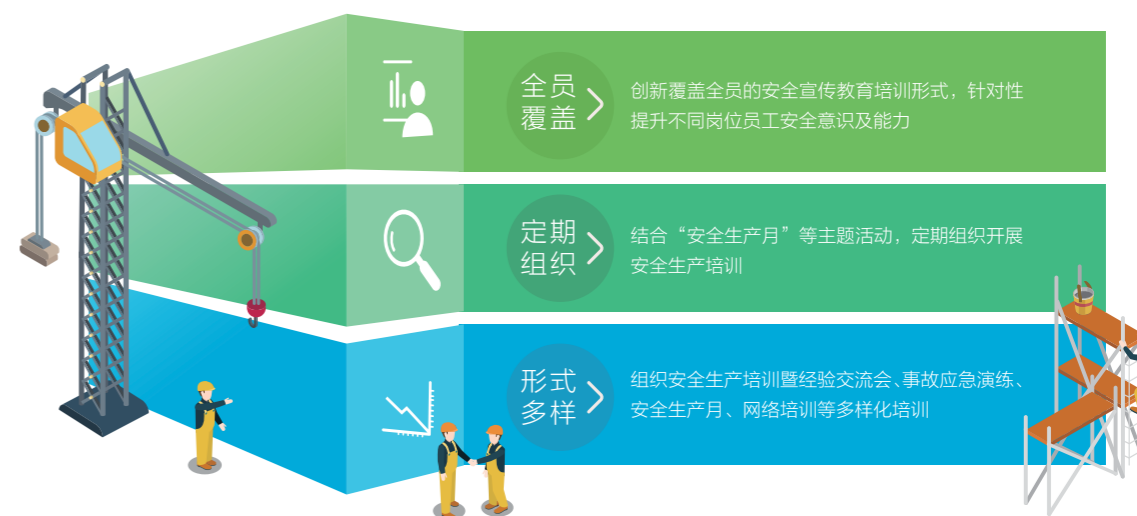 全员
覆盖
创新覆盖全员的安全宣传教育培训形式，针对性
提升不同岗位员工安全意识及能力
定期
组织
结合“安全生产月”等主题活动，定期组织开展
安全生产培训
形式
多样
组织安全生产培训暨经验交流会、事故应急演练、
安全生产月、网络培训等多样化培训